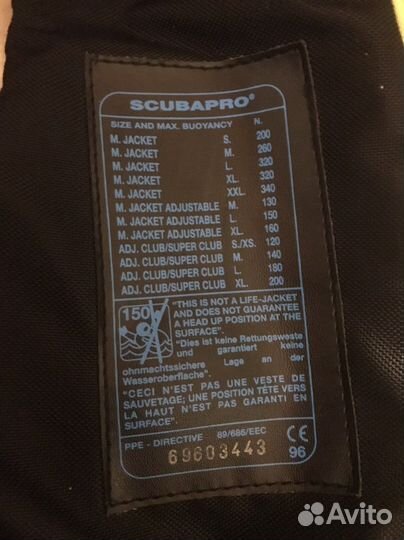 SCUBAPRO®
SIZE AND MAX. BUOYANCY N.
M. JACKET S. 200
M. JACKET M. 260
M. JACKET L. 320
M. JACKET XL. 320
M. JACKET XXL. 340
M. JACKET ADJUSTABLE M. 130
M. JACKET ADJUSTABLE L. 150
M. JACKET ADJUSTABLE XL. 160
ADJ. CLUB/SUPER CLUB S./XS. 120
ADJ. CLUB/SUPER CLUB M. 140
ADJ. CLUB/SUPER CLUB L. 180
ADJ. CLUB/SUPER CLUB XL. 200
150
"THIS IS NOT A LIFE-JACKET
AND DOES NOT GUARANTEE
A HEAD UP POSITION AT THE
SURFACE".
"Dies ist keine Rettungsweste
und garantiert keine
ohnmachtssichere Lage an der
Wasseroberfläche".
"CECI N'EST PAS UNE VESTE DE
SAUVETAGE; UNE POSITION TÊTE VERS
LA HAUT N'EST PAS GARANTI EN
SURFACE".
PPE - DIRECTIVE 89/686/EEC CE
69603443 96
Avito